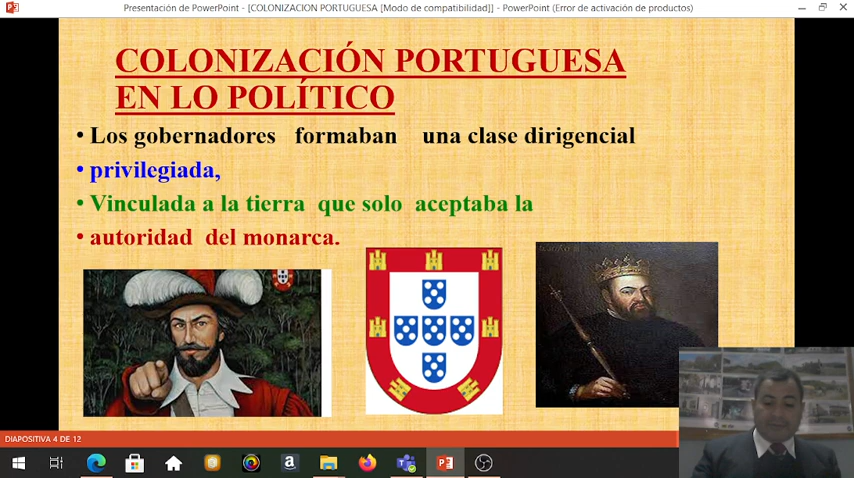 Presentación de PowerPoint - [COLONIZACION PORTUGUESA [Modo de compatibilidad]] - PowerPoint (Error de activación de productos)
COLONIZACIÓN PORTUGUESA
EN LO POLÍTICO
• Los gobernadores formaban una clase dirigencial
• privilegiada,
• Vinculada a la tierra que solo aceptaba la
• autoridad del monarca.
DIAPOSITIVA 4 DE 12